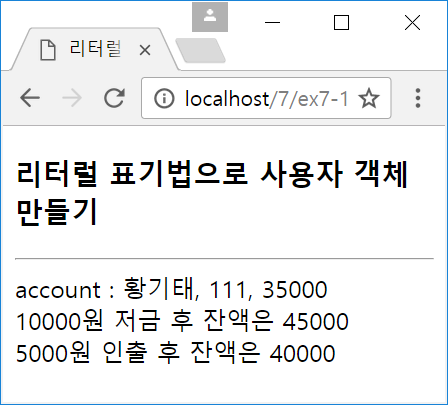 리터럴
localhost/7/ex7-1
리터럴 표기법으로 사용자 객체
만들기
account : 황기태, 111, 35000
10000원 저금 후 잔액은 45000
5000원 인출 후 잔액은 40000